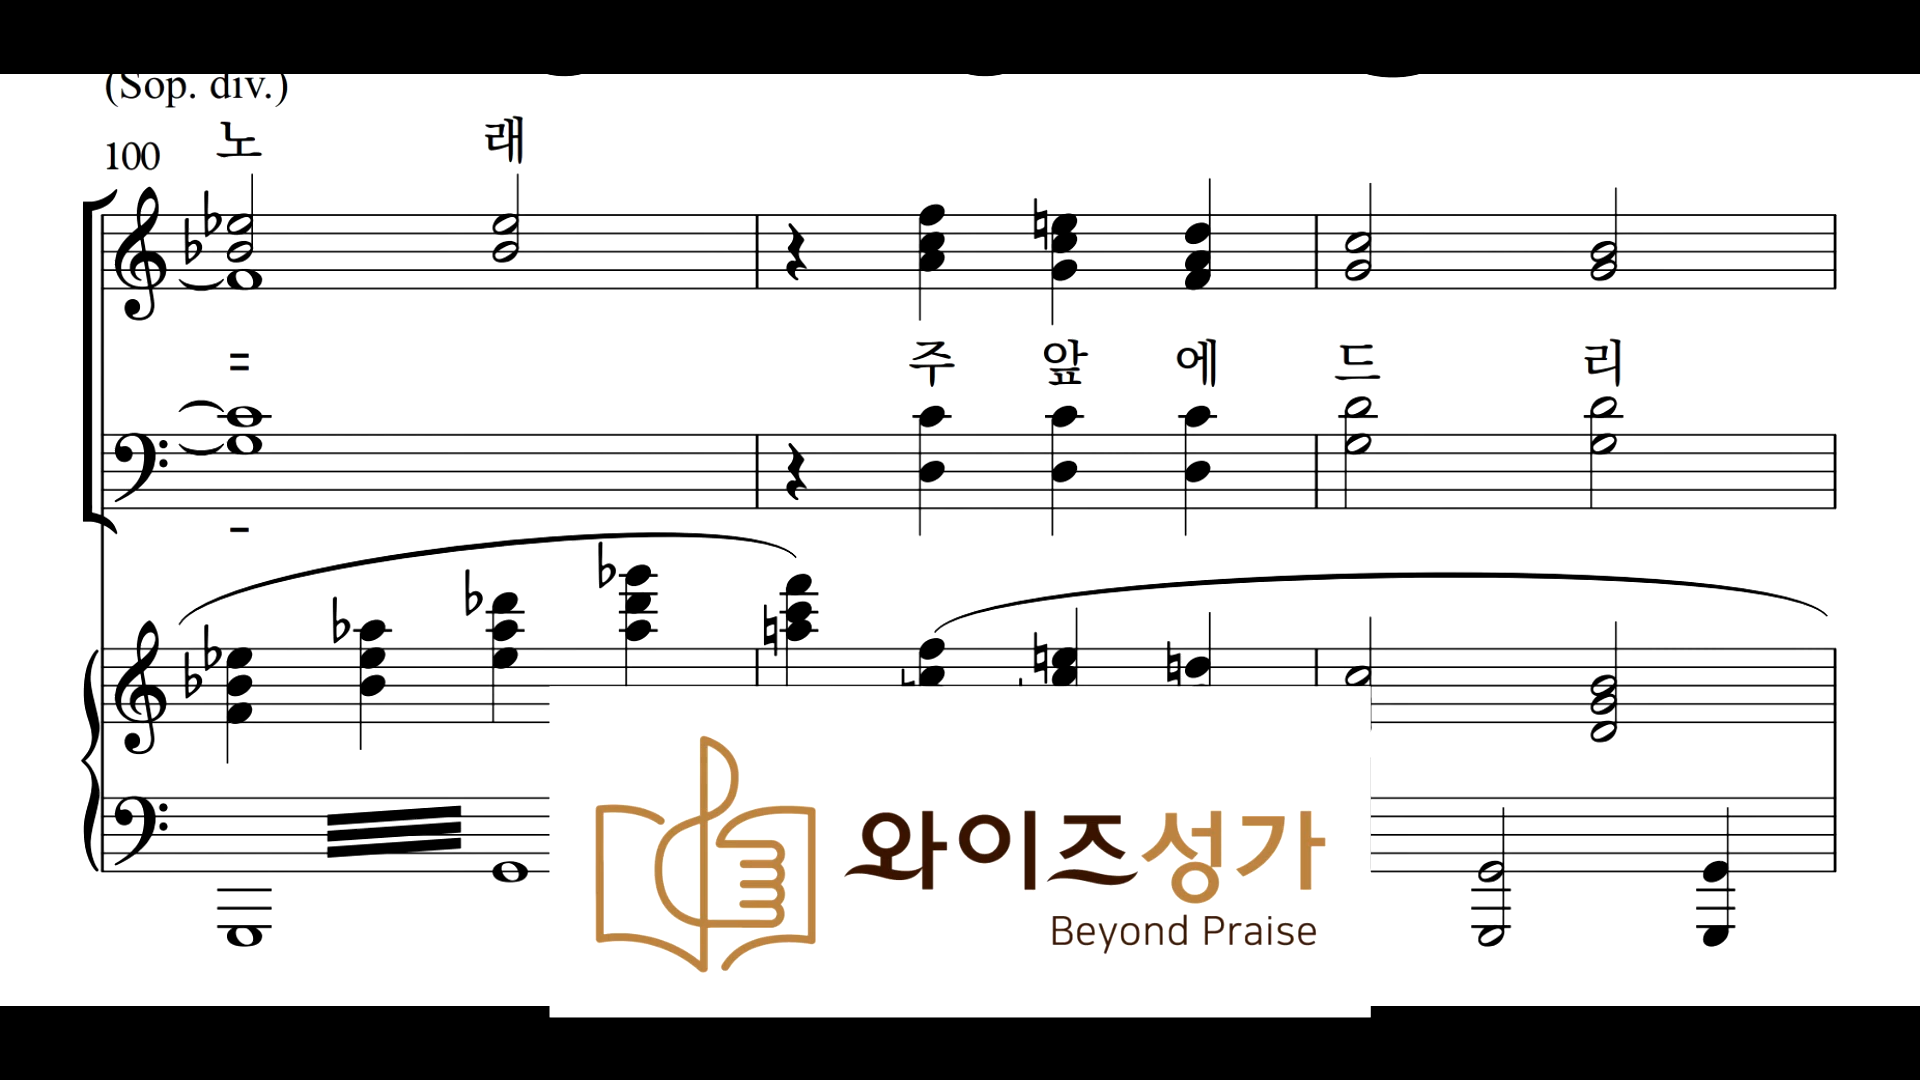 (Sop. div.)
노 래
100
주 앞 에 드 리
와이즈성가
Beyond Praise